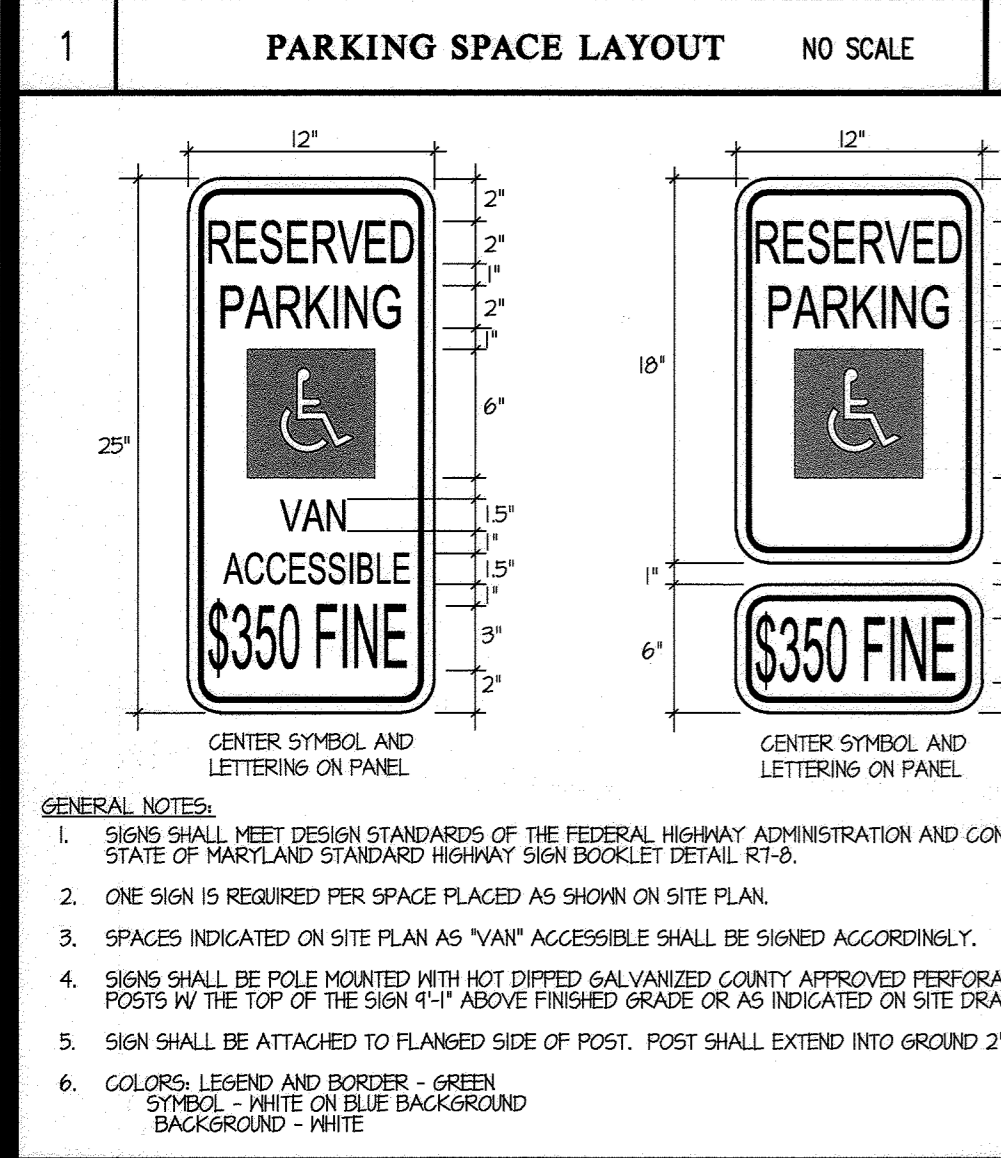 1
PARKING SPACE LAYOUT NO SCALE
12"
25"
RESERVED
PARKING
VAN
ACCESSIBLE
$350 FINE
2"
2"
1"
2"
1"
6"
1.5"
1"
1.5"
1"
3"
2"
CENTER SYMBOL AND
LETTERING ON PANEL
12"
18"
1"
6"
RESERVED
PARKING
$350 FINE
CENTER SYMBOL AND
LETTERING ON PANEL
GENERAL NOTES:
1. SIGNS SHALL MEET DESIGN STANDARDS OF THE FEDERAL HIGHWAY ADMINISTRATION AND CON
STATE OF MARYLAND STANDARD HIGHWAY SIGN BOOKLET DETAIL R7-8.
2. ONE SIGN IS REQUIRED PER SPACE PLACED AS SHOWN ON SITE PLAN.
3. SPACES INDICATED ON SITE PLAN AS "VAN" ACCESSIBLE SHALL BE SIGNED ACCORDINGLY.
4. SIGNS SHALL BE POLE MOUNTED WITH HOT DIPPED GALVANIZED COUNTY APPROVED PERFORA
POSTS W/ THE TOP OF THE SIGN 9'-1" ABOVE FINISHED GRADE OR AS INDICATED ON SITE DRA
5. SIGN SHALL BE ATTACHED TO FLANGED SIDE OF POST. POST SHALL EXTEND INTO GROUND 2'
6. COLORS: LEGEND AND BORDER - GREEN
SYMBOL - WHITE ON BLUE BACKGROUND
BACKGROUND - WHITE